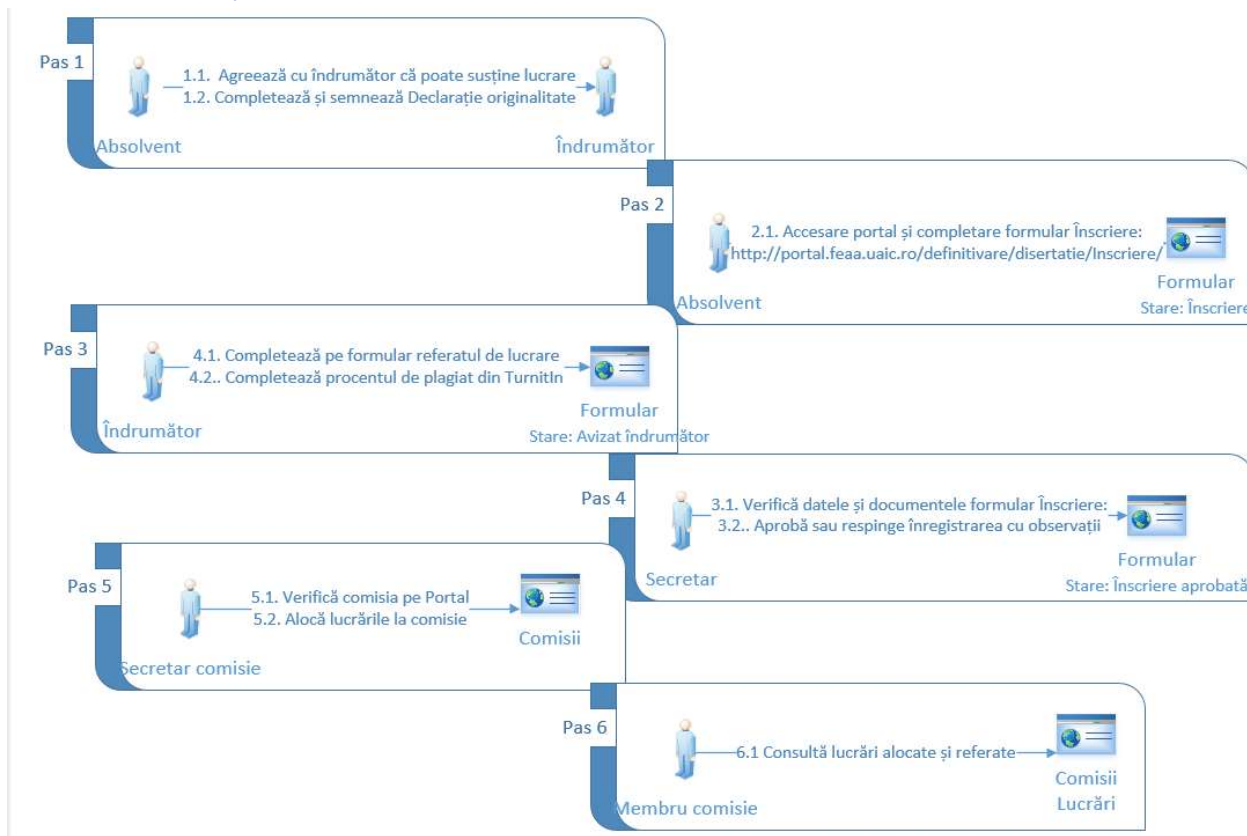 Pas 1
1.1. Agreează cu îndrumător că poate susține lucrare
1.2. Completează și semnează Declarație originalitate
Absolvent
Îndrumător
Pas 2
2.1. Accesare portal și completare formular Înscriere:
http://portal.feaa.uaic.ro/definitivare/disertatie/Inscriere/
Absolvent
Formular
Stare: Înscriere
Pas 3
4.1. Completează pe formular referatul de lucrare
4.2.. Completează procentul de plagiat din TurnitIn
Îndrumător
Formular
Stare: Avizat îndrumător
Pas 4
3.1. Verifică datele și documentele formular Înscriere:
3.2.. Aprobă sau respinge înregistrarea cu observații
Secretar
Formular
Stare: Înscriere aprobată
Pas 5
5.1. Verifică comisia pe Portal
5.2. Alocă lucrările la comisie
Secretar comisie
Comisii
Pas 6
6.1 Consultă lucrări alocate și referate
Membru comisie
Comisii
Lucrări